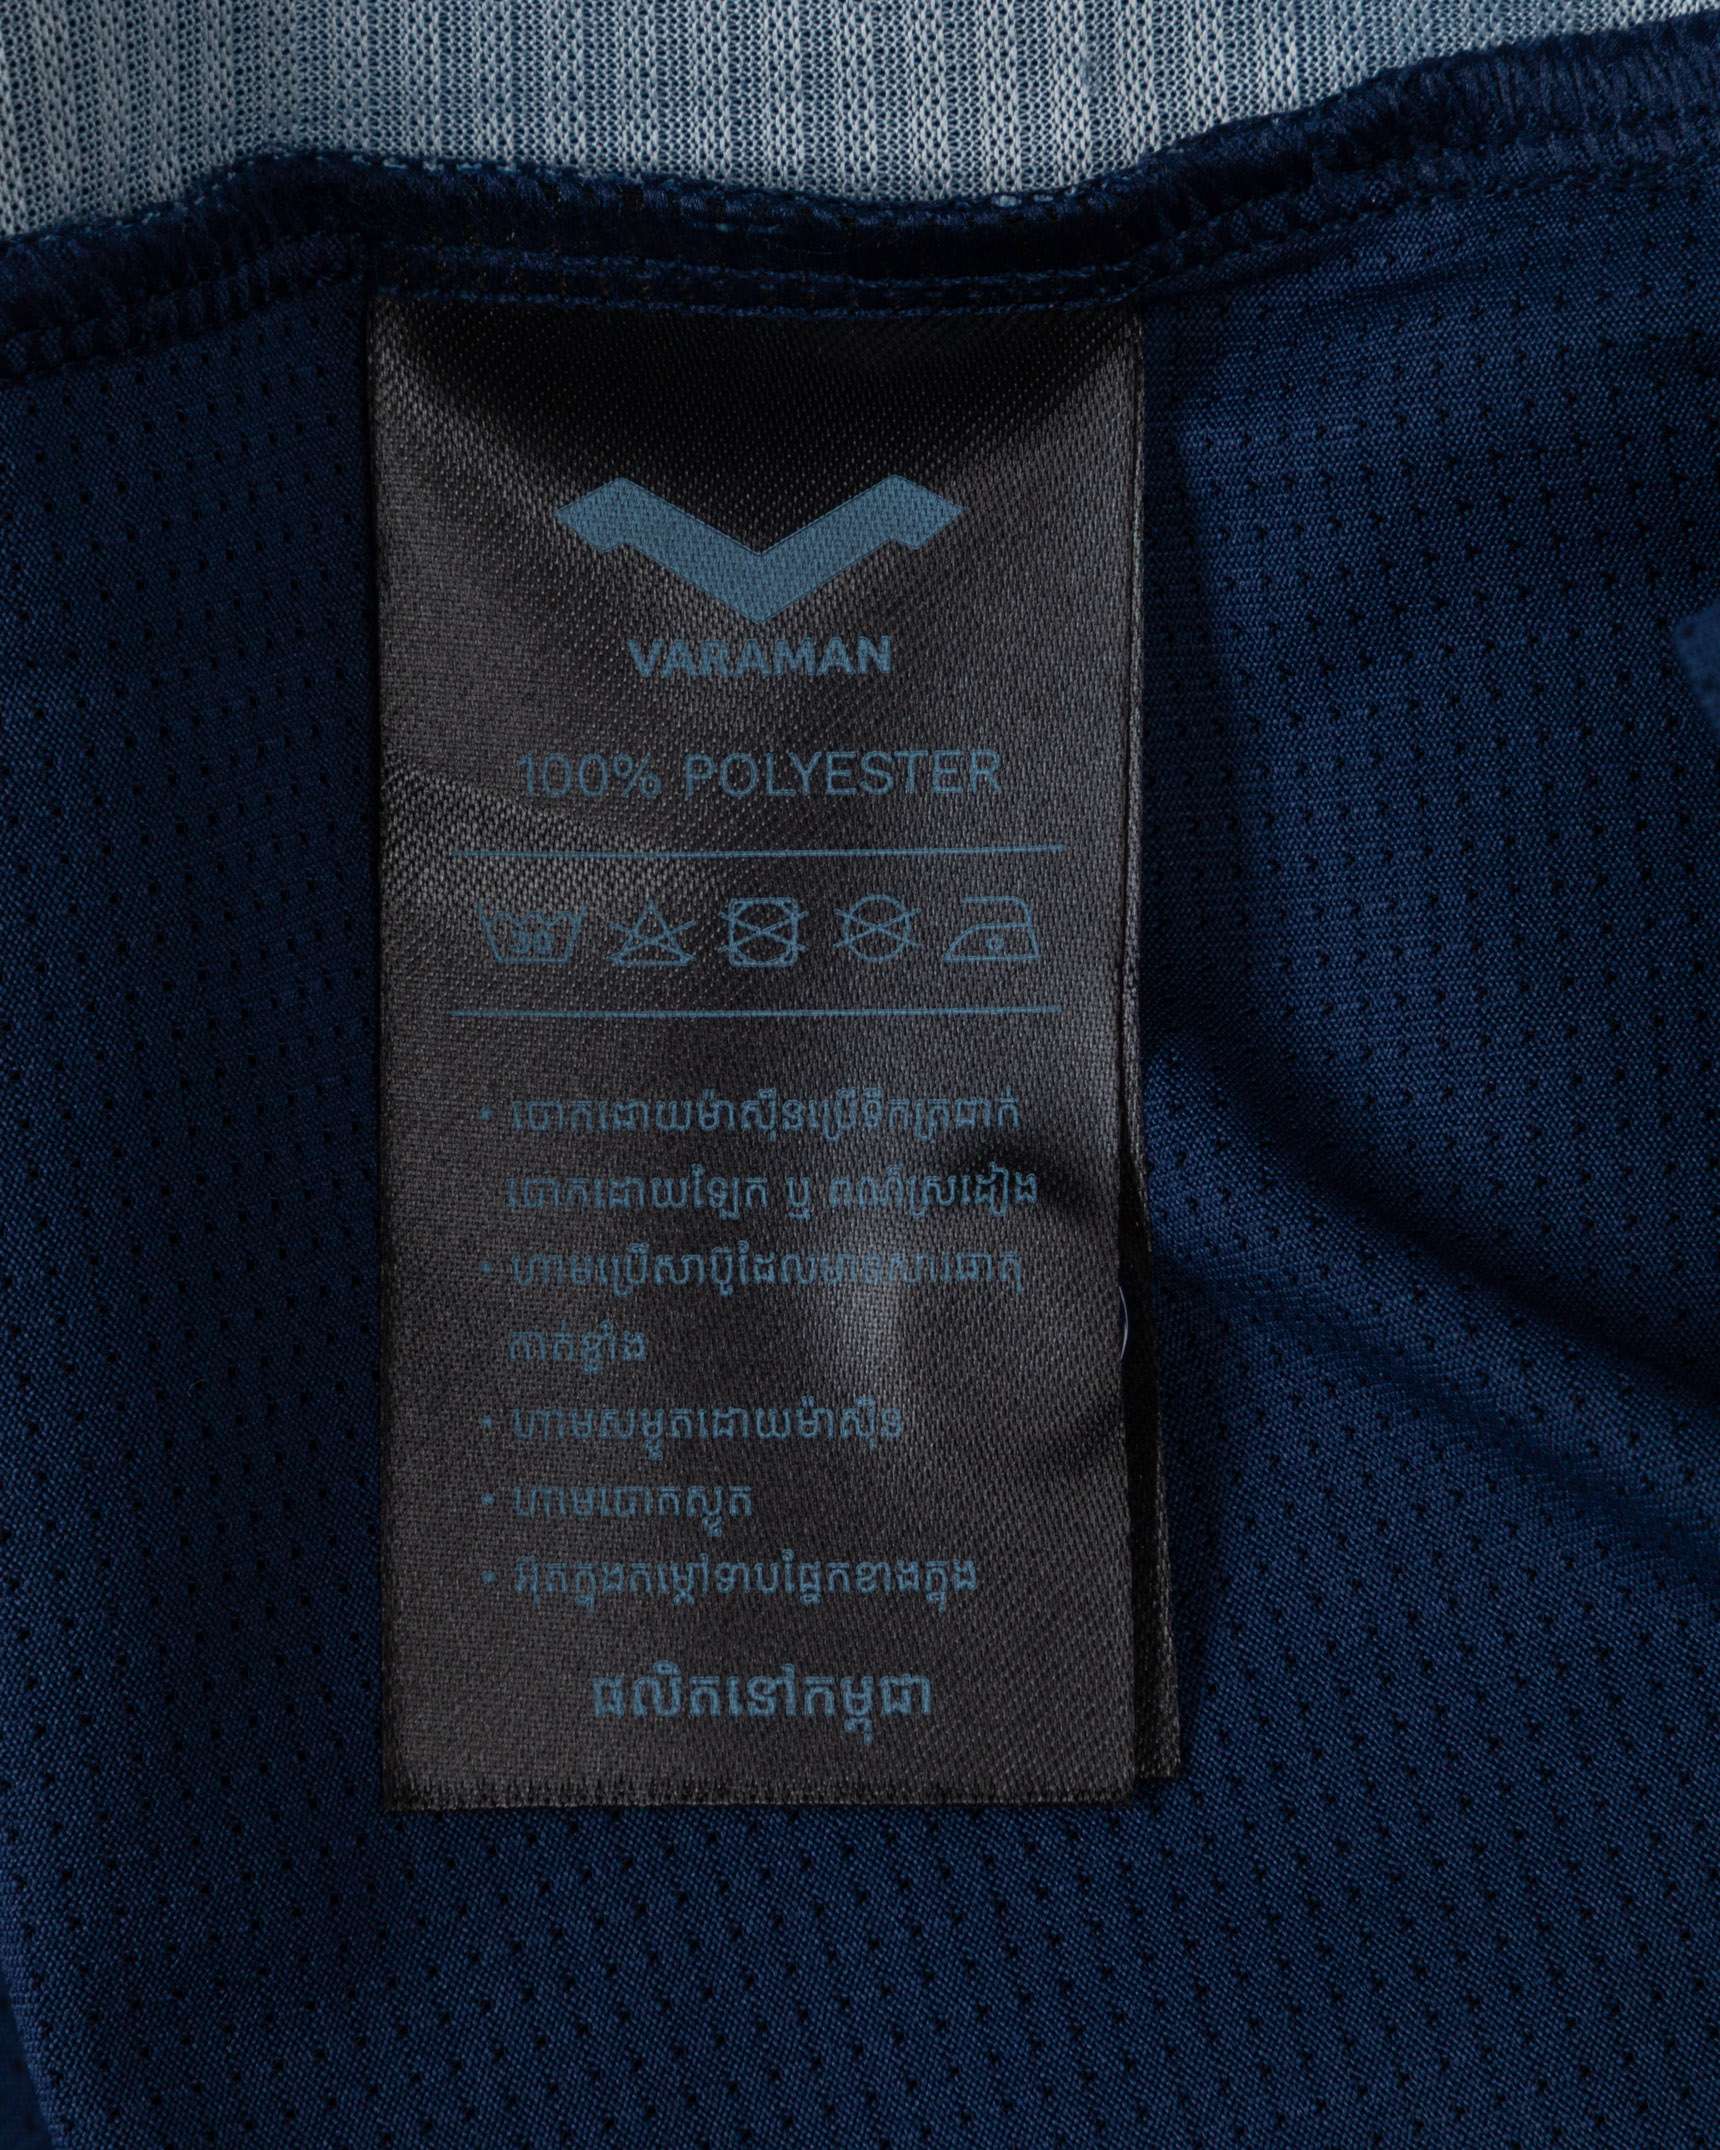 VARAMAN
100% POLYESTER
30
• បោកដោយម៉ាស៊ីនប្រើទឹកត្រជាក់
បោកដោយឡែក ឬ ពណ៌ស្រដៀង
• ហាមប្រើសាប៊ូដែលមានសារធាតុ
កាត់ខ្លាំង
• ហាមសម្ងួតដោយម៉ាស៊ីន
• ហាមបោកស្ងួត
• អ៊ុតក្នុងកម្ដៅទាបផ្នែកខាងក្នុង
ផលិតនៅកម្ពុជា